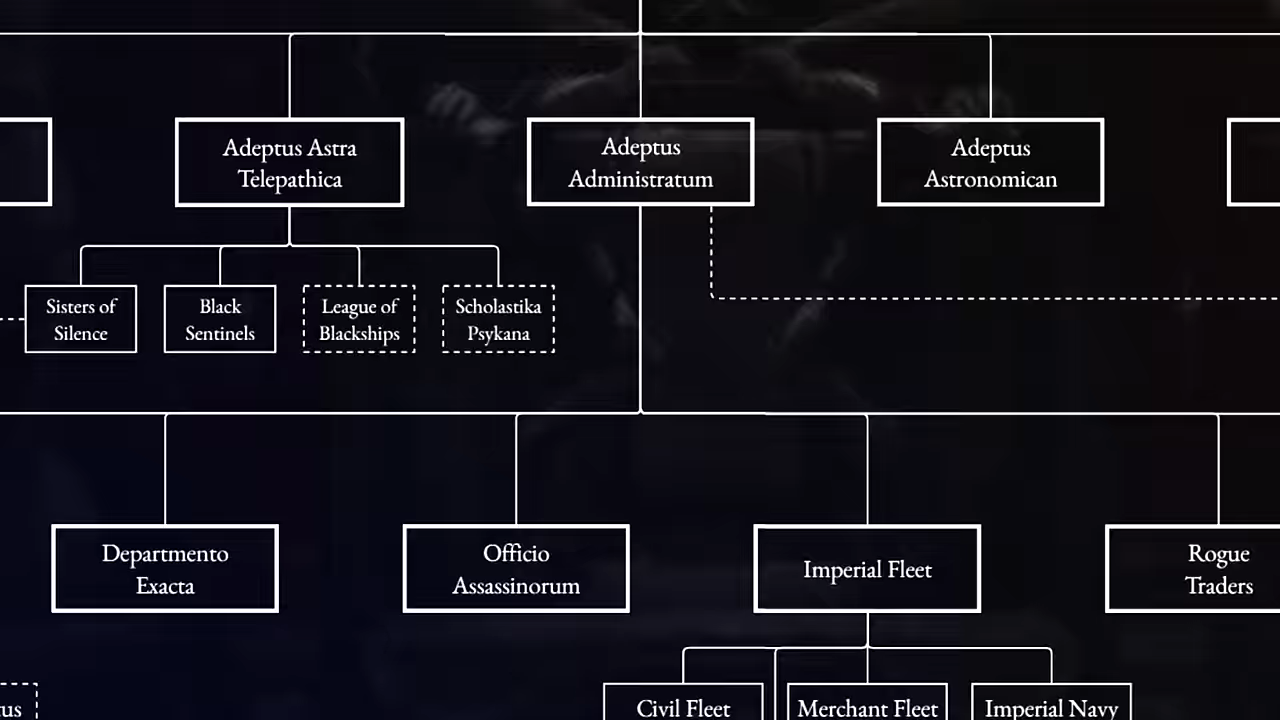 Adeptus Astra
Telepathica
Adeptus
Administratum
Adeptus
Astronomican
Sisters of
Silence
Black
Sentinels
League of
Blackships
Scholastika
Psykana
Departmento
Exacta
Officio
Assassinorum
Imperial Fleet
Rogue
Traders
tus
Civil Fleet
Merchant Fleet
Imperial Navy